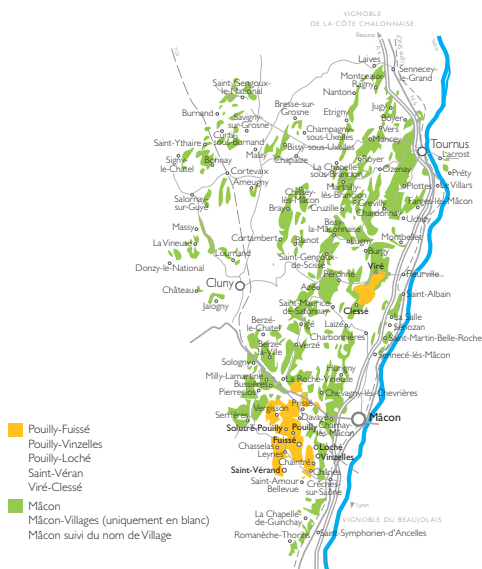 VIGNOBLE
DE LA CÔTE CHALONNAISE
Beaune
A 6
Ligne SNCF
Saône
Laives
Sennecey-
le-Grand
Montceaux-
Ragny
Nanton
Saint-Gengoux-
le-National
Bresse-sur-
Grosne
Etrigny
Jugy
Boyer
Burnand
Savigny-
sur-Grosne
Champagny-
sous-Uxelles
Vers
Curtil-
sous-Burnand
Mancey
Tournus
Saint-Ythaire
Bissy-
sous-Uxelles
Lacrost
Malay
Chapaize
Royer
Signy-
le-Chatel
Bonnay
La Chapelle-
sous-Brancion
Ozenay
Préty
Cortevaix
Ameugny
Martailly-
lès-Brancion
Plottes
Le Villars
Chissey-
lès-Mâcon
Grevilly
Farges-lès-Mâcon
Salornay-
sur-Guye
Bray
Cruzille
Chardonnay
Uchizy
Massy
Bissy-
la-Mâconnaise
Montbellet
Cortambert
Blanot
Lugny
La Vineuse
Lournand
Saint-Gengoux-
de-Scissé
Burgy
Donzy-le-National
Viré
Cluny
Péronne
Fleurville
Château
Azé
Saint-Albain
Jalogny
Saint-Maurice-
de-Satonnay
Clessé
La Salle
Berzé-
le-Chatel
Igé
Laizé
Senozan
Charbonnières
Saint-Martin-Belle-Roche
Berzé-
la-Ville
Verzé
Sennecé-lès-Mâcon
Sologny
Hurigny
Milly-Lamartine
La Roche-Vineuse
Bussières
Chevagny-lès-Chevrières
Pierreclos
Prissé
Vergisson
Serrières
Davayé
Mâcon
Solutré-Pouilly
Pouilly
Charnay-
lès-Mâcon
Fuissé
Chasselas
Loché
Leynes
Vinzelles
Chaintré
Saint-Vérand
Chânes
Saint-Amour
Bellevue
Crêches-
sur-Saône
Lyon
La Chapelle-
de-Guinchay
VIGNOBLE DU BEAUJOLAIS
Romanèche-Thorins
Saint-Symphorien-d'Ancelles
Pouilly-Fuissé
Pouilly-Vinzelles
Pouilly-Loché
Saint-Véran
Viré-Clessé
Mâcon
Mâcon-Villages (uniquement en blanc)
Mâcon suivi du nom de Village